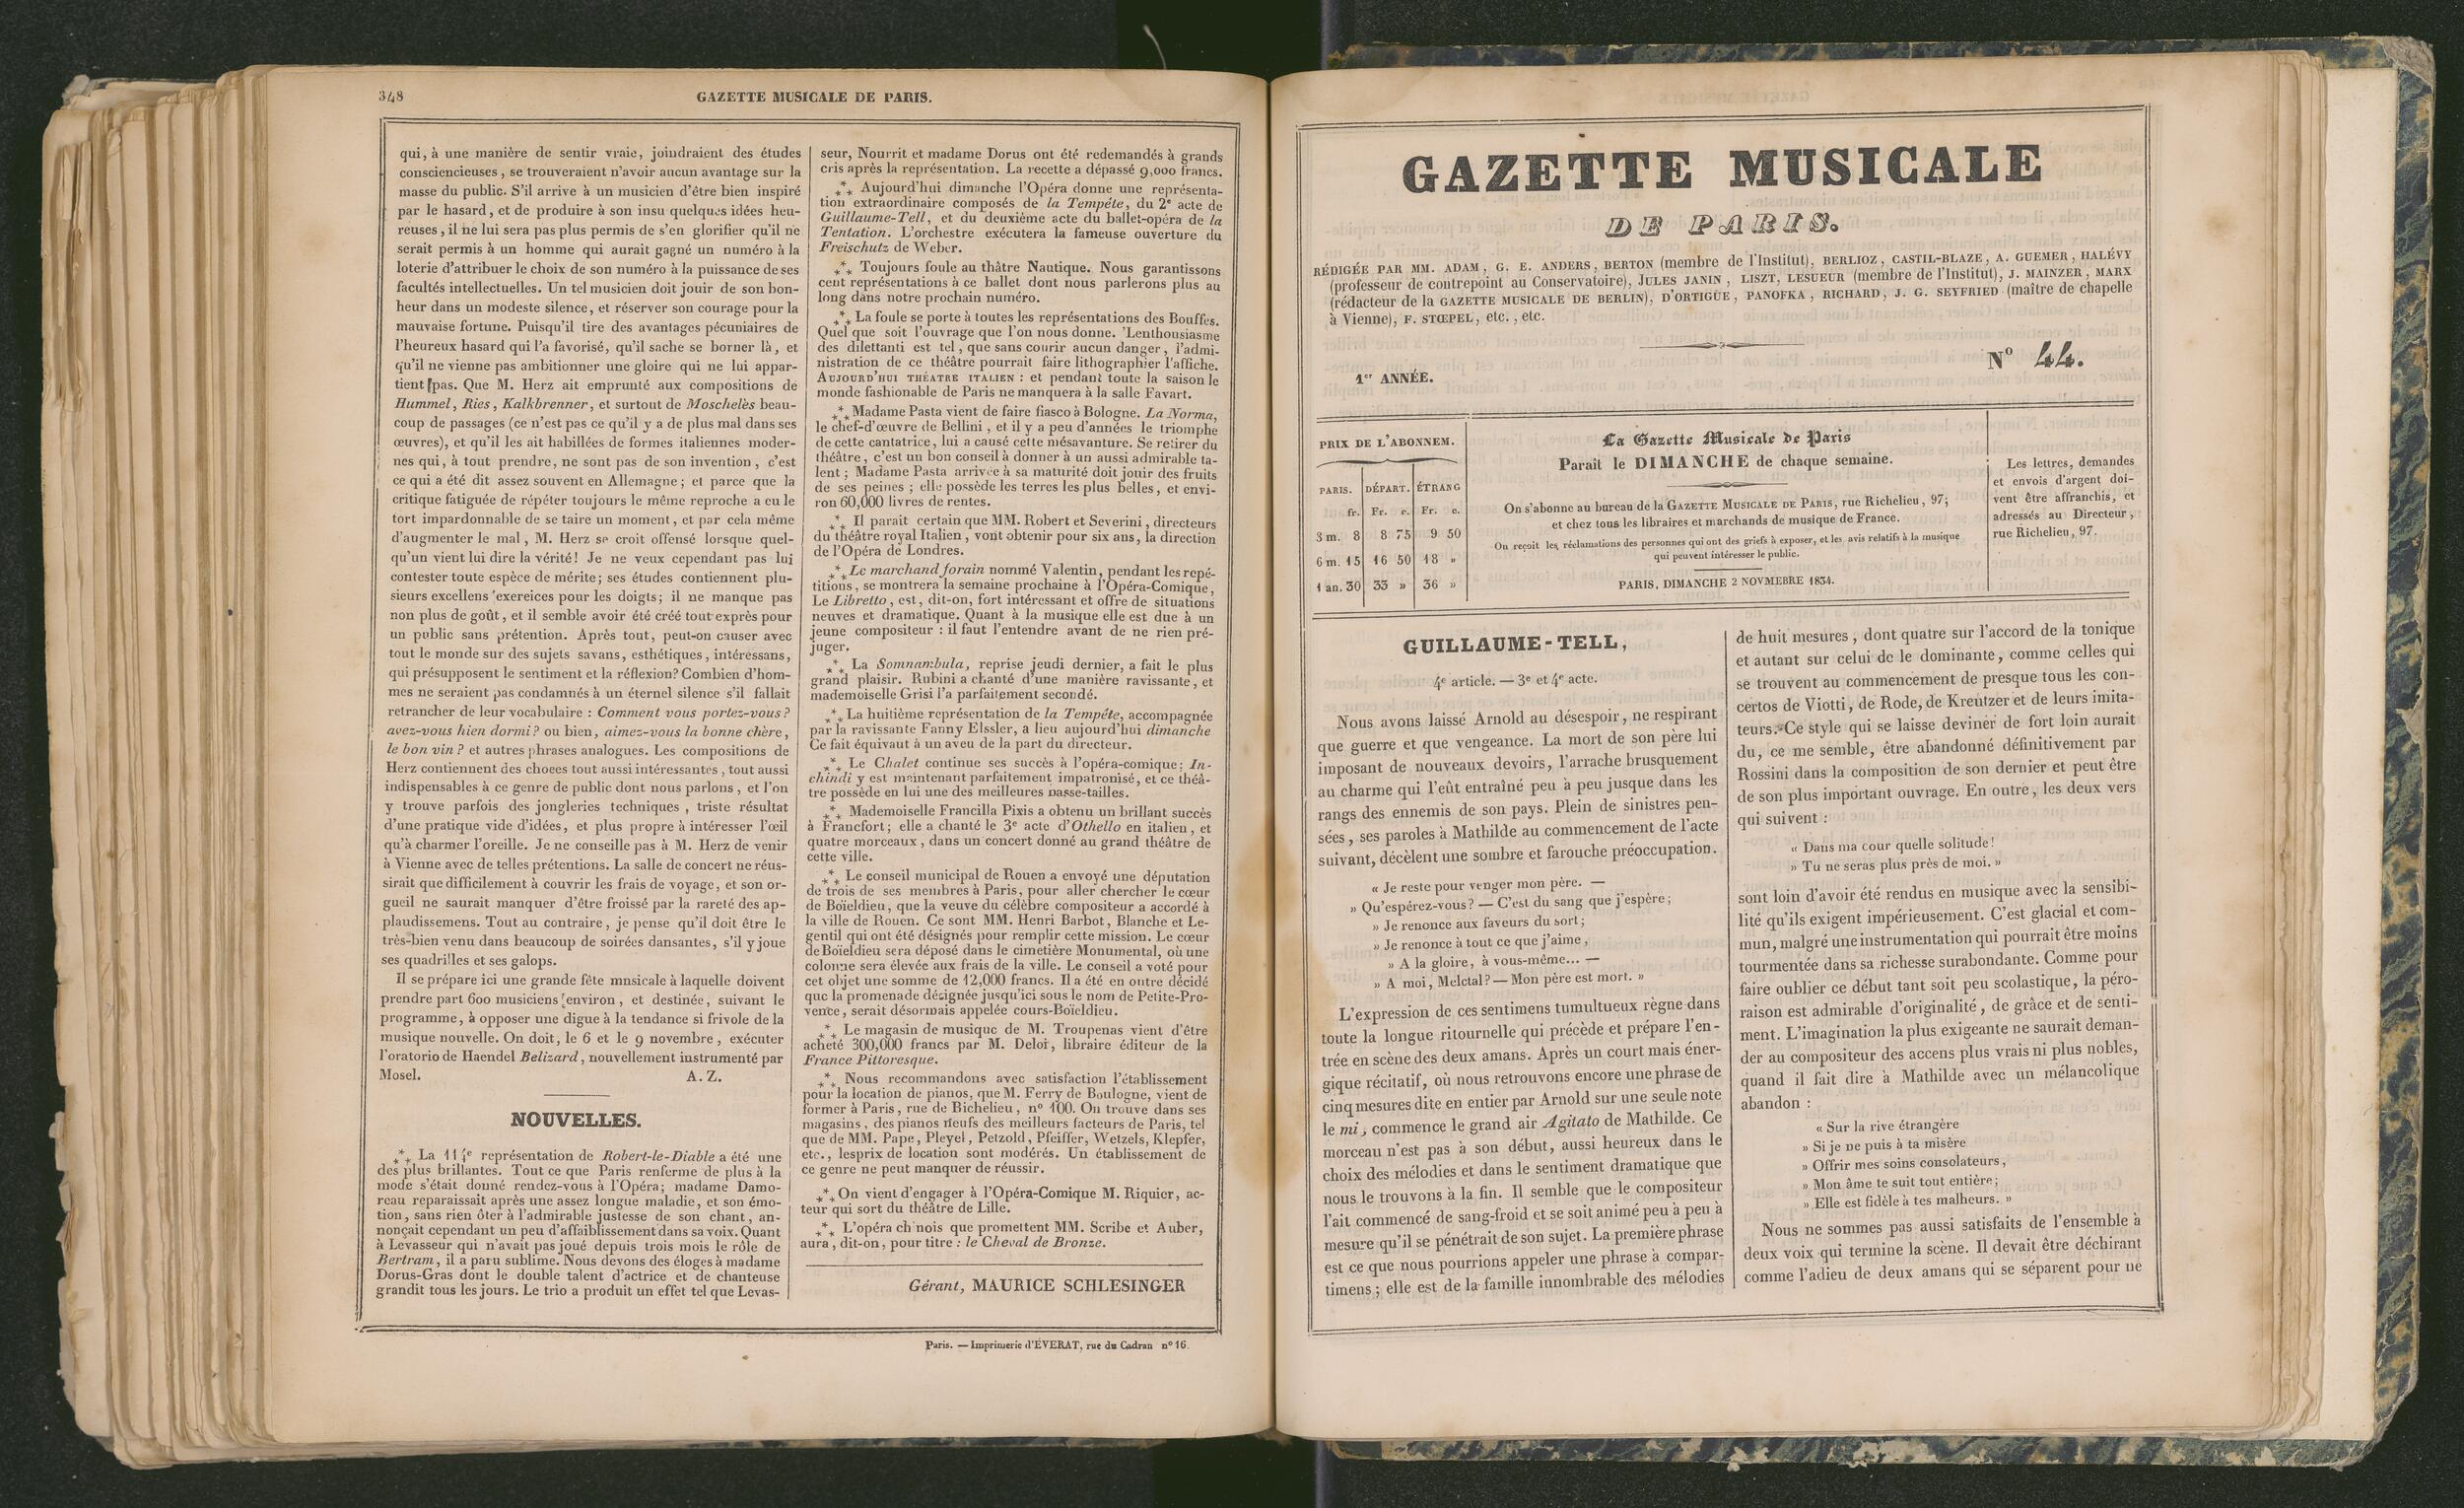 348
GAZETTE MUSICALE DE PARIS.
qui, à une manière de sentir vraie, joindraient des études
consciencieuses, se trouveraient n'avoir aucun avantage sur la
masse du public. S'il arrive à un musicien d'être bien inspiré
par le hasard, et de produire à son insu quelques idées heu-
reuses, il ne lui sera pas plus permis de s'en glorifier qu'il ne
serait permis à un homme qui aurait gagné un numéro à la
loterie d'attribuer le choix de son numéro à la puissance de ses
facultés intellectuelles. Un tel musicien doit jouir de son bon-
heur dans un modeste silence, et réserver son courage pour la
mauvaise fortune. Puisqu'il tire des avantages pécuniaires de
l'heureux hasard qui l'a favorisé, qu'il sache se borner là, et
qu'il ne vienne pas ambitionner une gloire qui ne lui appar-
tient pas. Que M. Herz ait emprunté aux compositions de
Hummel, Ries, Kalkbrenner, et surtout de Moschelès beau-
coup de passages (ce n'est pas ce qu'il y a de plus mal dans ses
œuvres), et qu'il les ait habillées de formes italiennes moder-
nes qui, à tout prendre, ne sont pas de son invention, c'est
ce qui a été dit assez souvent en Allemagne; et parce que la
critique fatiguée de répéter toujours le même reproche a eu le
tort impardonnable de se taire un moment, et par cela même
d'augmenter le mal, M. Herz se croit offensé lorsque quel-
qu'un vient lui dire la vérité! Je ne veux cependant pas lui
contester toute espèce de mérite; ses études contiennent plu-
sieurs excellens exereices pour les doigts; il ne manque pas
non plus de goût, et il semble avoir été créé tout exprès pour
un public sans prétention. Après tout, peut-on causer avec
tout le monde sur des sujets savans, esthétiques, intéressans,
qui présupposent le sentiment et la réflexion? Combien d'hom-
mes ne seraient pas condamnés à un éternel silence s'il fallait
retrancher de leur vocabulaire : Comment vous portez-vous?
avez-vous hien dormi? ou bien, aimez-vous la bonne chère,
le bon vin? et autres phrases analogues. Les compositions de
Herz contiennent des choees tout aussi intéressantes, tout aussi
indispensables à ce genre de public dont nous parlons, et l'on
y trouve parfois des jongleries techniques, triste résultat
d'une pratique vide d'idées, et plus propre à intéresser l'œil
qu'à charmer l'oreille. Je ne conseille pas à M. Herz de venir
à Vienne avec de telles prétentions. La salle de concert ne réus-
sirait que difficilement à couvrir les frais de voyage, et son or-
gueil ne saurait manquer d'être froissé par la rareté des ap-
plaudissemens. Tout au contraire, je pense qu'il doit être le
très-bien venu dans beaucoup de soirées dansantes, s'il y joue
ses quadrilles et ses galops.
Il se prépare ici une grande fête mnsicale à laquelle doivent
prendre part 600 musiciens environ, et destinée, suivant le
programme, à opposer une digue à la tendance si frivole de la
musique nouvelle. On doit, le 6 et le 9 novembre, exécuter
l'oratorio de Haendel Belizard, nouvellement instrumenté par
Mosel. A. Z.
NOUVELLES.
*** La 114e représentation de Robert-le-Diable a été une
des plus brillantes. Tout ce que Paris renferme de plus à la
mode s'était donné rendez-vous à l'Opéra; madame Damo-
reau reparaissait après une assez longue maladie, et son émo-
tion, sans rien ôter à l'admirable justesse de son chant, an-
nonçait cependant un peu d'affaiblissement dans sa voix. Quant
à Levasseur qui n'avait pas joué depuis trois mois le rôle de
Bertram, il a paru sublime. Nous devons des éloges à madame
Dorus-Gras dont le double talent d'actrice et de chanteuse
grandit tous les jours. Le trio a produit un effet tel que Levas-
seur, Nourrit et madame Dorus ont été redemandés à grands
cris après la représentation. La recette a dépassé 9,000 francs.
*** Aujourd'hui dimanche l'Opéra donne une représenta-
tion extraordinaire composés de la Tempéte, du 2e acte de
Guillaume-Tell, et du deuxième acte du ballet-opéra de la
Tentation. L'orchestre exécutera la fameuse ouverture du
Freischutz de Weber.
*** Toujours foule au thâtre Nautique. Nous garantissons
cent représentations à ce ballet dont nous parlerons plus au
long dans notre prochain numéro.
*** La foule se porte à toutes les représentations des Bouffes.
Quel que soit l'ouvrage que l'on nous donne. 'Lenthousiasme
des dilettanti est tel, que sans courir aucun danger, l'admi-
nistration de ce théâtre pourrait faire lithographier l'affiche.
AUJOURD'HUI THÉATRE ITALIEN : et pendant toute la saison le
monde fashionable de Paris ne manquera à la salle Favart.
*** Madame Pasta vient de faire fiasco à Bologne. La Norma,
le chef-d'œuvre de Bellini, et il y a peu d'années le triomphe
de cette cantatrice, lui a causé cette mésavanture. Se retirer du
théâtre, c'est un bon conseil à donner à un aussi admirable ta-
lent; Madame Pasta arrivée à sa maturité doit jouir des fruits
de ses peines; elle possède les terres les plus belles, et envi-
ron 60,000 livres de rentes.
*** Il parait certain que MM. Robert et Severini, directeurs
du théâtre royal Italien, vont obtenir pour six ans, la direction
de l'Opéra de Londres.
*** Le marchand forain nommé Valentin, pendant les repé-
titions, se montrera la semaine prochaine à l'Opéra-Comique,
Le Libretto, est, dit-on, fort intéressant et offre de situations
neuves et dramatique. Quant à la musique elle est due à un
jeune compositeur : il faut l'entendre avant de ne rien pré-
juger.
*** La Somnambula, reprise jeudi dernier, a fait le plus
grand plaisir. Rubini a chanté d'une manière ravissante, et
mademoiselle Grisi l'a parfaitement secondé.
*** La huitième représentation de la Tempéte, accompagnée
par la ravissante Fanny Elssler, a lieu aujourd'hui dimanche
Ce fait équivaut à un aveu de la part du directeur.
*** Le Chalet continue ses succès à l'opéra-comique; In-
chindi y est maintenant parfaitement impatronisé, et ce théâ-
tre possède en lui une des meilleures basse-tailles.
*** Mademoiselle Francilla Pixis a obtenu un brillant succès
à Francfort; elle a chanté le 3e acte d'Othello en italien, et
quatre morceaux, dans un concert donné au grand théâtre de
cette ville.
*** Le conseil municipal de Rouen a envoyé une députation
de trois de ses membres à Paris, pour aller chercher le cœur
de Boïeldieu, que la veuve du célèbre compositeur a accordé à
la ville de Rouen. Ce sont MM. Henri Barbot, Blanche et Le-
gentil qui ont été désignés pour remplir cette mission. Le cœur
de Boïeldieu sera déposé dans le cimetière Monumental, où une
colonne sera élevée aux frais de la ville. Le conseil a voté pour
cet objet une somme de 12,000 francs. Il a été en outre décidé
que la promenade désignée jusqu'ici sous le nom de Petite-Pro-
vence, serait désormais appelée cours-Boïeldieu.
*** Le magasin de musique de M. Troupenas vient d'être
acheté 300,000 francs par M. Deloi, libraire éditeur de la
France Pittoresque.
*** Nous recommandons avec satisfaction l'établissement
pour la location de pianos, que M. Ferry de Boulogne, vient de
former à Paris, rue de Richelieu, no 100. On trouve dans ses
magasins, des pianos neufs des meilleurs facteurs de Paris, tel
que de MM. Pape, Pleyel, Petzold, Pfeiffer, Wetzels, Klepfer,
etc., lesprix de location sont modérés. Un établissement de
ce genre ne peut manquer de réussir.
*** On vient d'engager à l'Opéra-Comique M. Riquier, ac-
teur qui sort du théâtre de Lille.
*** L'opéra chinois que promettent MM. Scribe et Auber,
aura, dit-on, pour titre : le Cheval de Bronze.
Gérant, MAURICE SCHLESINGER
Paris. — Imprimerie d'ÉVERAT, rue du Cadran no 16.
GAZETTE MUSICALE
DE PARIS.
RÉDIGÉE PAR MM. ADAM, G. E. ANDERS, BERTON (membre de l'Institut), BERLIOZ, CASTIL-BLAZE, A. GUEMER, HALÉVY
(professeur de contrepoint au Conservatoire), JULES JANIN, LISZT, LESUEUR (membre de l'Institut), J. MAINZER, MARX
(rédacteur de la GAZETTE MUSICALE DE BERLIN), D'ORTIGUE, PANOFKA, RICHARD, J. G. SEYFRIED (maître de chapelle
à Vienne), F. STŒPEL, etc., etc.
1er ANNÉE.
No 44.
PRIX DE L'ABONNEM.
PARIS. DÉPART. ÉTRANG
fr. Fr. c. Fr. c.
3 m. 8 8 75 9 50
6 m. 15 16 50 18 »
1 an. 30 33 » 36 »
La Gazette Musicale de Paris
Parait le DIMANCHE de chaque semaine.
On s'abonne au bureau de la GAZETTE MUSICALE DE PARIS, rue Richelieu, 97;
et chez tous les libraires et marchands de musique de France.
On reçoit les réclamations des personnes qui ont des griefs à exposer, et les avis relatifs à la musique
qui peuvent intéresser le public.
PARIS, DIMANCHE 2 NOVMEBRE 1834.
Les lettres, demandes
et envois d'argent doi-
vent être affranchis, et
adressés au Directeur,
rue Richelieu, 97.
GUILLAUME-TELL,
4e article. — 3e et 4e acte.
Nous avons laissé Arnold au désespoir, ne respirant
que guerre et que vengeance. La mort de son père lui
imposant de nouveaux devoirs, l'arrache brusquement
au charme qui l'eût entraîné peu à peu jusque dans les
rangs des ennemis de son pays. Plein de sinistres pen-
sées, ses paroles à Mathilde au commencement de l'acte
suivant, décèlent une sombre et farouche préoccupation.
« Je reste pour venger mon père. —
» Qu'espérez-vous? — C'est du sang que j'espère;
» Je renonce aux faveurs du sort;
» Je renonce à tout ce que j'aime,
» A la gloire, à vous-même... —
» A moi, Melctal? — Mon père est mort. »
L'expression de ces sentimens tumultueux règne dans
toute la longue ritournelle qui précède et prépare l'en-
trée en scène des deux amans. Après un court mais éner-
gique récitatif, où nous retrouvons encore une phrase de
cinq mesures dite en entier par Arnold sur une seule note
le mi, commence le grand air Agitato de Mathilde. Ce
morceau n'est pas à son début, aussi heureux dans le
choix des mélodies et dans le sentiment dramatique que
nous le trouvons à la fin. Il semble que le compositeur
l'ait commencé de sang-froid et se soit animé peu à peu à
mesure qu'il se pénétrait de son sujet. La première phrase
est ce que nous pourrions appeler une phrase à compar-
timens; elle est de la famille innombrable des mélodies
de huit mesures, dont quatre sur l'accord de la tonique
et autant sur celui de le dominante, comme celles qui
se trouvent au commencement de presque tous les con-
certos de Viotti, de Rode, de Kreutzer et de leurs imita-
teurs. Ce style qui se laisse deviner de fort loin aurait
du, ce me semble, être abandonné définitivement par
Rossini dans la composition de son dernier et peut être
de son plus important ouvrage. En outre, les deux vers
qui suivent :
« Dans ma cour quelle solitude!
» Tu ne seras plus près de moi. »
sont loin d'avoir été rendus en musique avec la sensibi-
lité qu'ils exigent impérieusement. C'est glacial et com-
mun, malgré une instrumentation qui pourrait être moins
tourmentée dans sa richesse surabondante. Comme pour
faire oublier ce début tant soit peu scolastique, la péro-
raison est admirable d'originalité, de grâce et de senti-
ment. L'imagination la plus exigeante ne saurait deman-
der au compositeur des accens plus vrais ni plus nobles,
quand il fait dire à Mathilde avec un mélancolique
abandon :
« Sur la rive étrangère
» Si je ne puis à ta misère
» Offrir mes soins consolateurs,
» Mon âme te suit tout entière;
» Elle est fidèle à tes malheurs. »
Nous ne sommes pas aussi satisfaits de l'ensemble à
deux voix qui termine la scène. Il devait être déchirant
comme l'adieu de deux amans qui se séparent pour ne